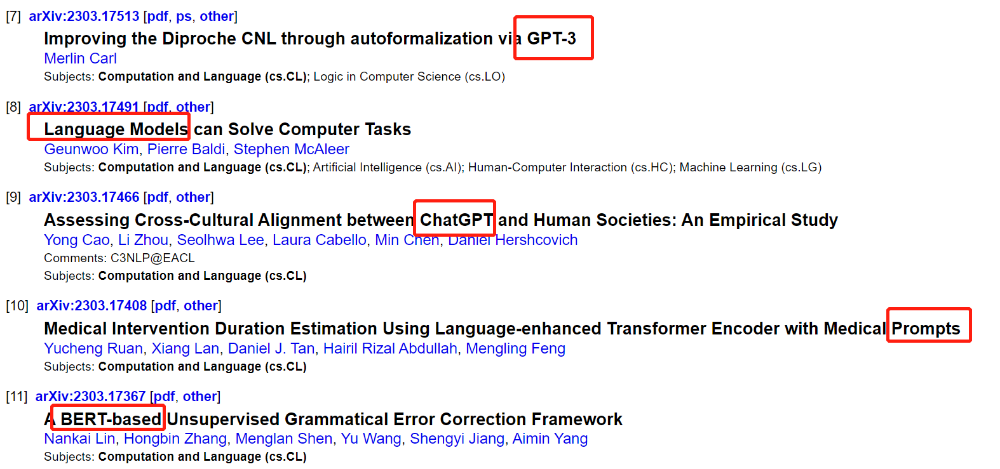 [7] arXiv:2303.17513 [pdf, ps, other]
Improving the Diproche CNL through autoformalization via GPT-3
Merlin Carl
Subjects: Computation and Language (cs.CL); Logic in Computer Science (cs.LO)
[8] arXiv:2303.17491 [pdf, other]
Language Models can Solve Computer Tasks
Geunwoo Kim, Pierre Baldi, Stephen McAleer
Subjects: Computation and Language (cs.CL); Artificial Intelligence (cs.AI); Human-Computer Interaction (cs.HC); Machine Learning (cs.LG)
[9] arXiv:2303.17466 [pdf, other]
Assessing Cross-Cultural Alignment between ChatGPT and Human Societies: An Empirical Study
Yong Cao, Li Zhou, Seolhwa Lee, Laura Cabello, Min Chen, Daniel Hershcovich
Comments: C3NLP@EACL
Subjects: Computation and Language (cs.CL)
[10] arXiv:2303.17408 [pdf, other]
Medical Intervention Duration Estimation Using Language-enhanced Transformer Encoder with Medical Prompts
Yucheng Ruan, Xiang Lan, Daniel J. Tan, Hairil Rizal Abdullah, Mengling Feng
Subjects: Computation and Language (cs.CL)
[11] arXiv:2303.17367 [pdf, other]
A BERT-based Unsupervised Grammatical Error Correction Framework
Nankai Lin, Hongbin Zhang, Menglan Shen, Yu Wang, Shengyi Jiang, Aimin Yang
Subjects: Computation and Language (cs.CL)